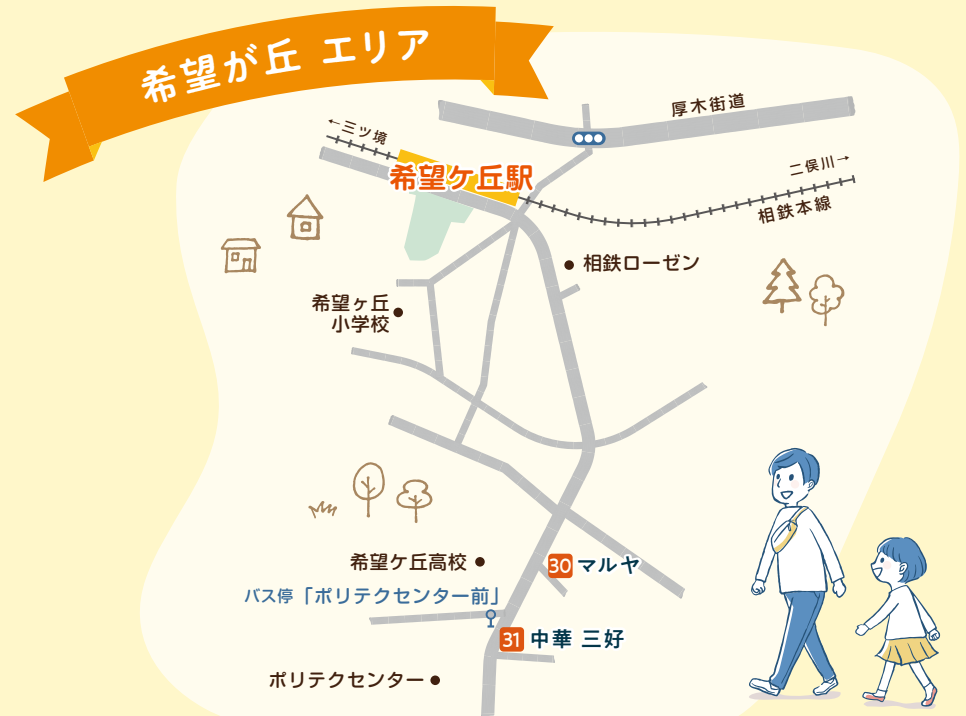 希望が丘 エリア
厚木街道
←三ツ境
希望ケ丘駅
二俣川→
相鉄本線
相鉄ローゼン
希望ヶ丘
小学校
希望ケ丘高校
30 マルヤ
バス停「ポリテクセンター前」
31 中華 三好
ポリテクセンター